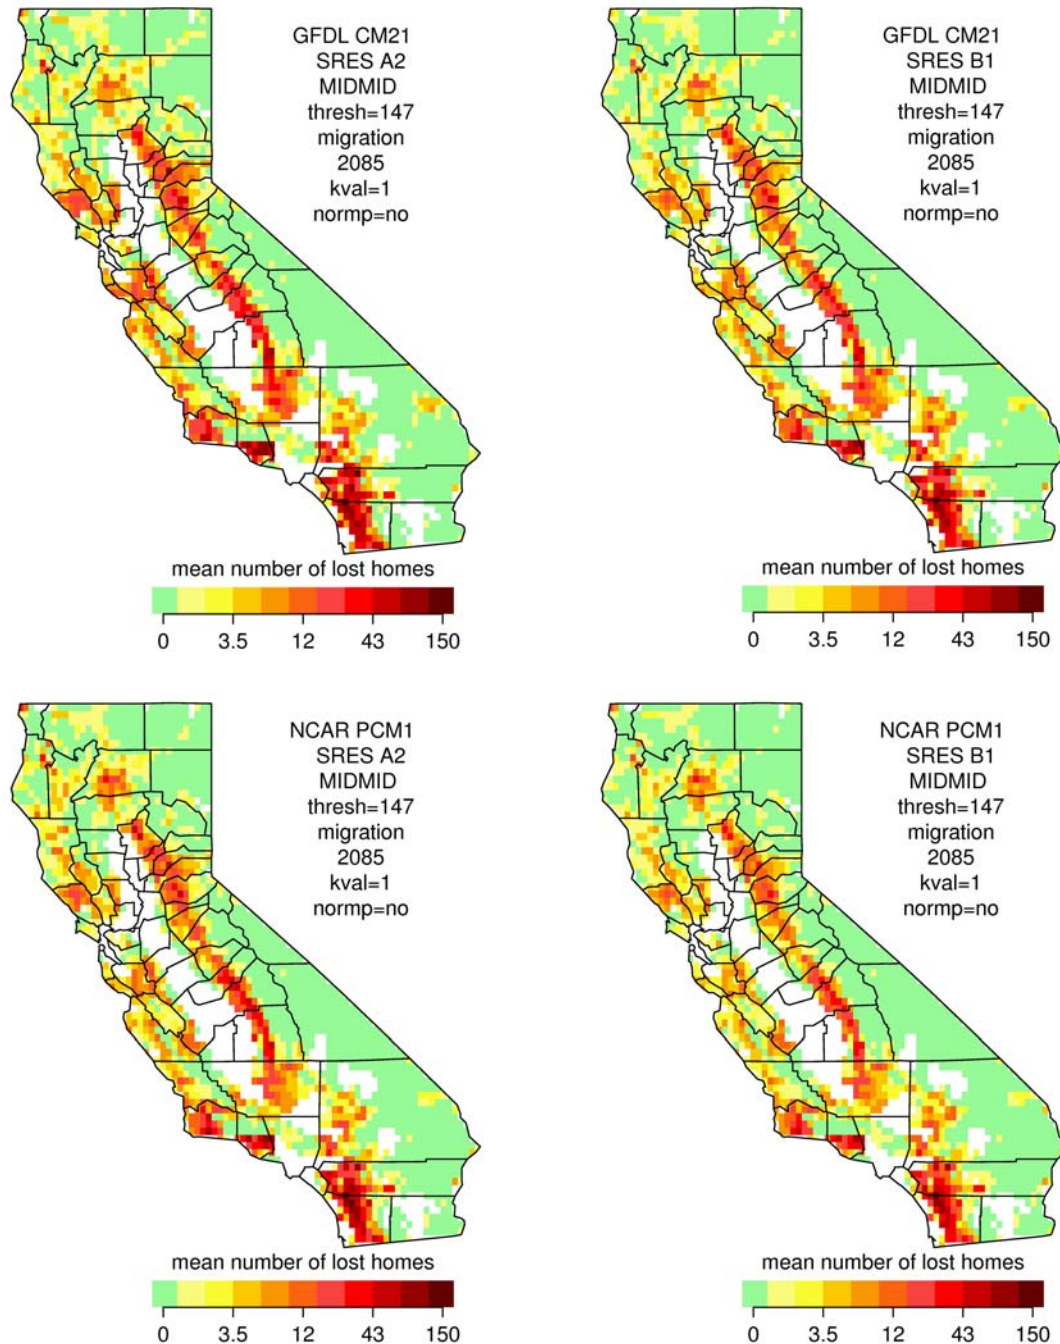 GFDL CM21
SRES A2
MIDMID
thresh=147
migration
2085
kval=1
normp=no
mean number of lost homes
0 3.5 12 43 150
GFDL CM21
SRES B1
MIDMID
thresh=147
migration
2085
kval=1
normp=no
mean number of lost homes
0 3.5 12 43 150
NCAR PCM1
SRES A2
MIDMID
thresh=147
migration
2085
kval=1
normp=no
mean number of lost homes
0 3.5 12 43 150
NCAR PCM1
SRES B1
MIDMID
thresh=147
migration
2085
kval=1
normp=no
mean number of lost homes
0 3.5 12 43 150